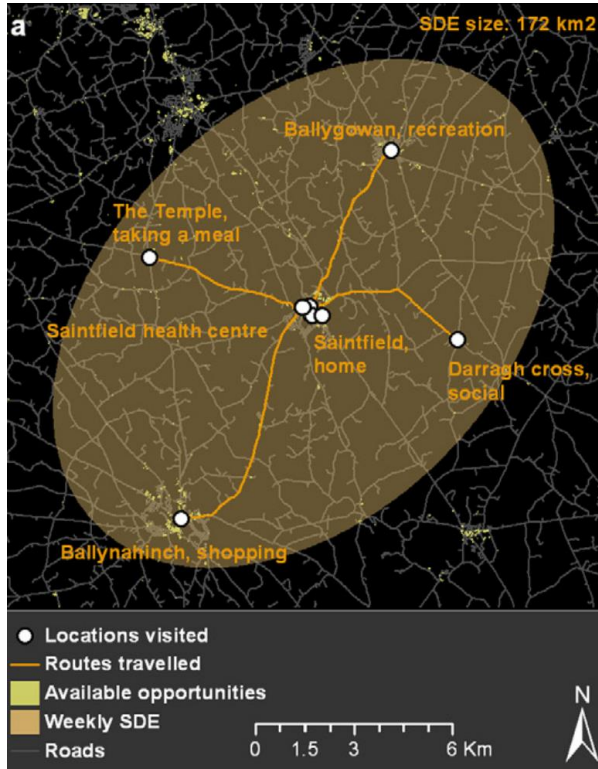 a
SDE size: 172 km2
Ballygowan, recreation
The Temple,
taking a meal
Saintfield health centre
Saintfield,
home
Darragh cross,
social
Ballynahinch, shopping
Locations visited
Routes travelled
Available opportunities
Weekly SDE
Roads
0 1.5 3 6 Km
N